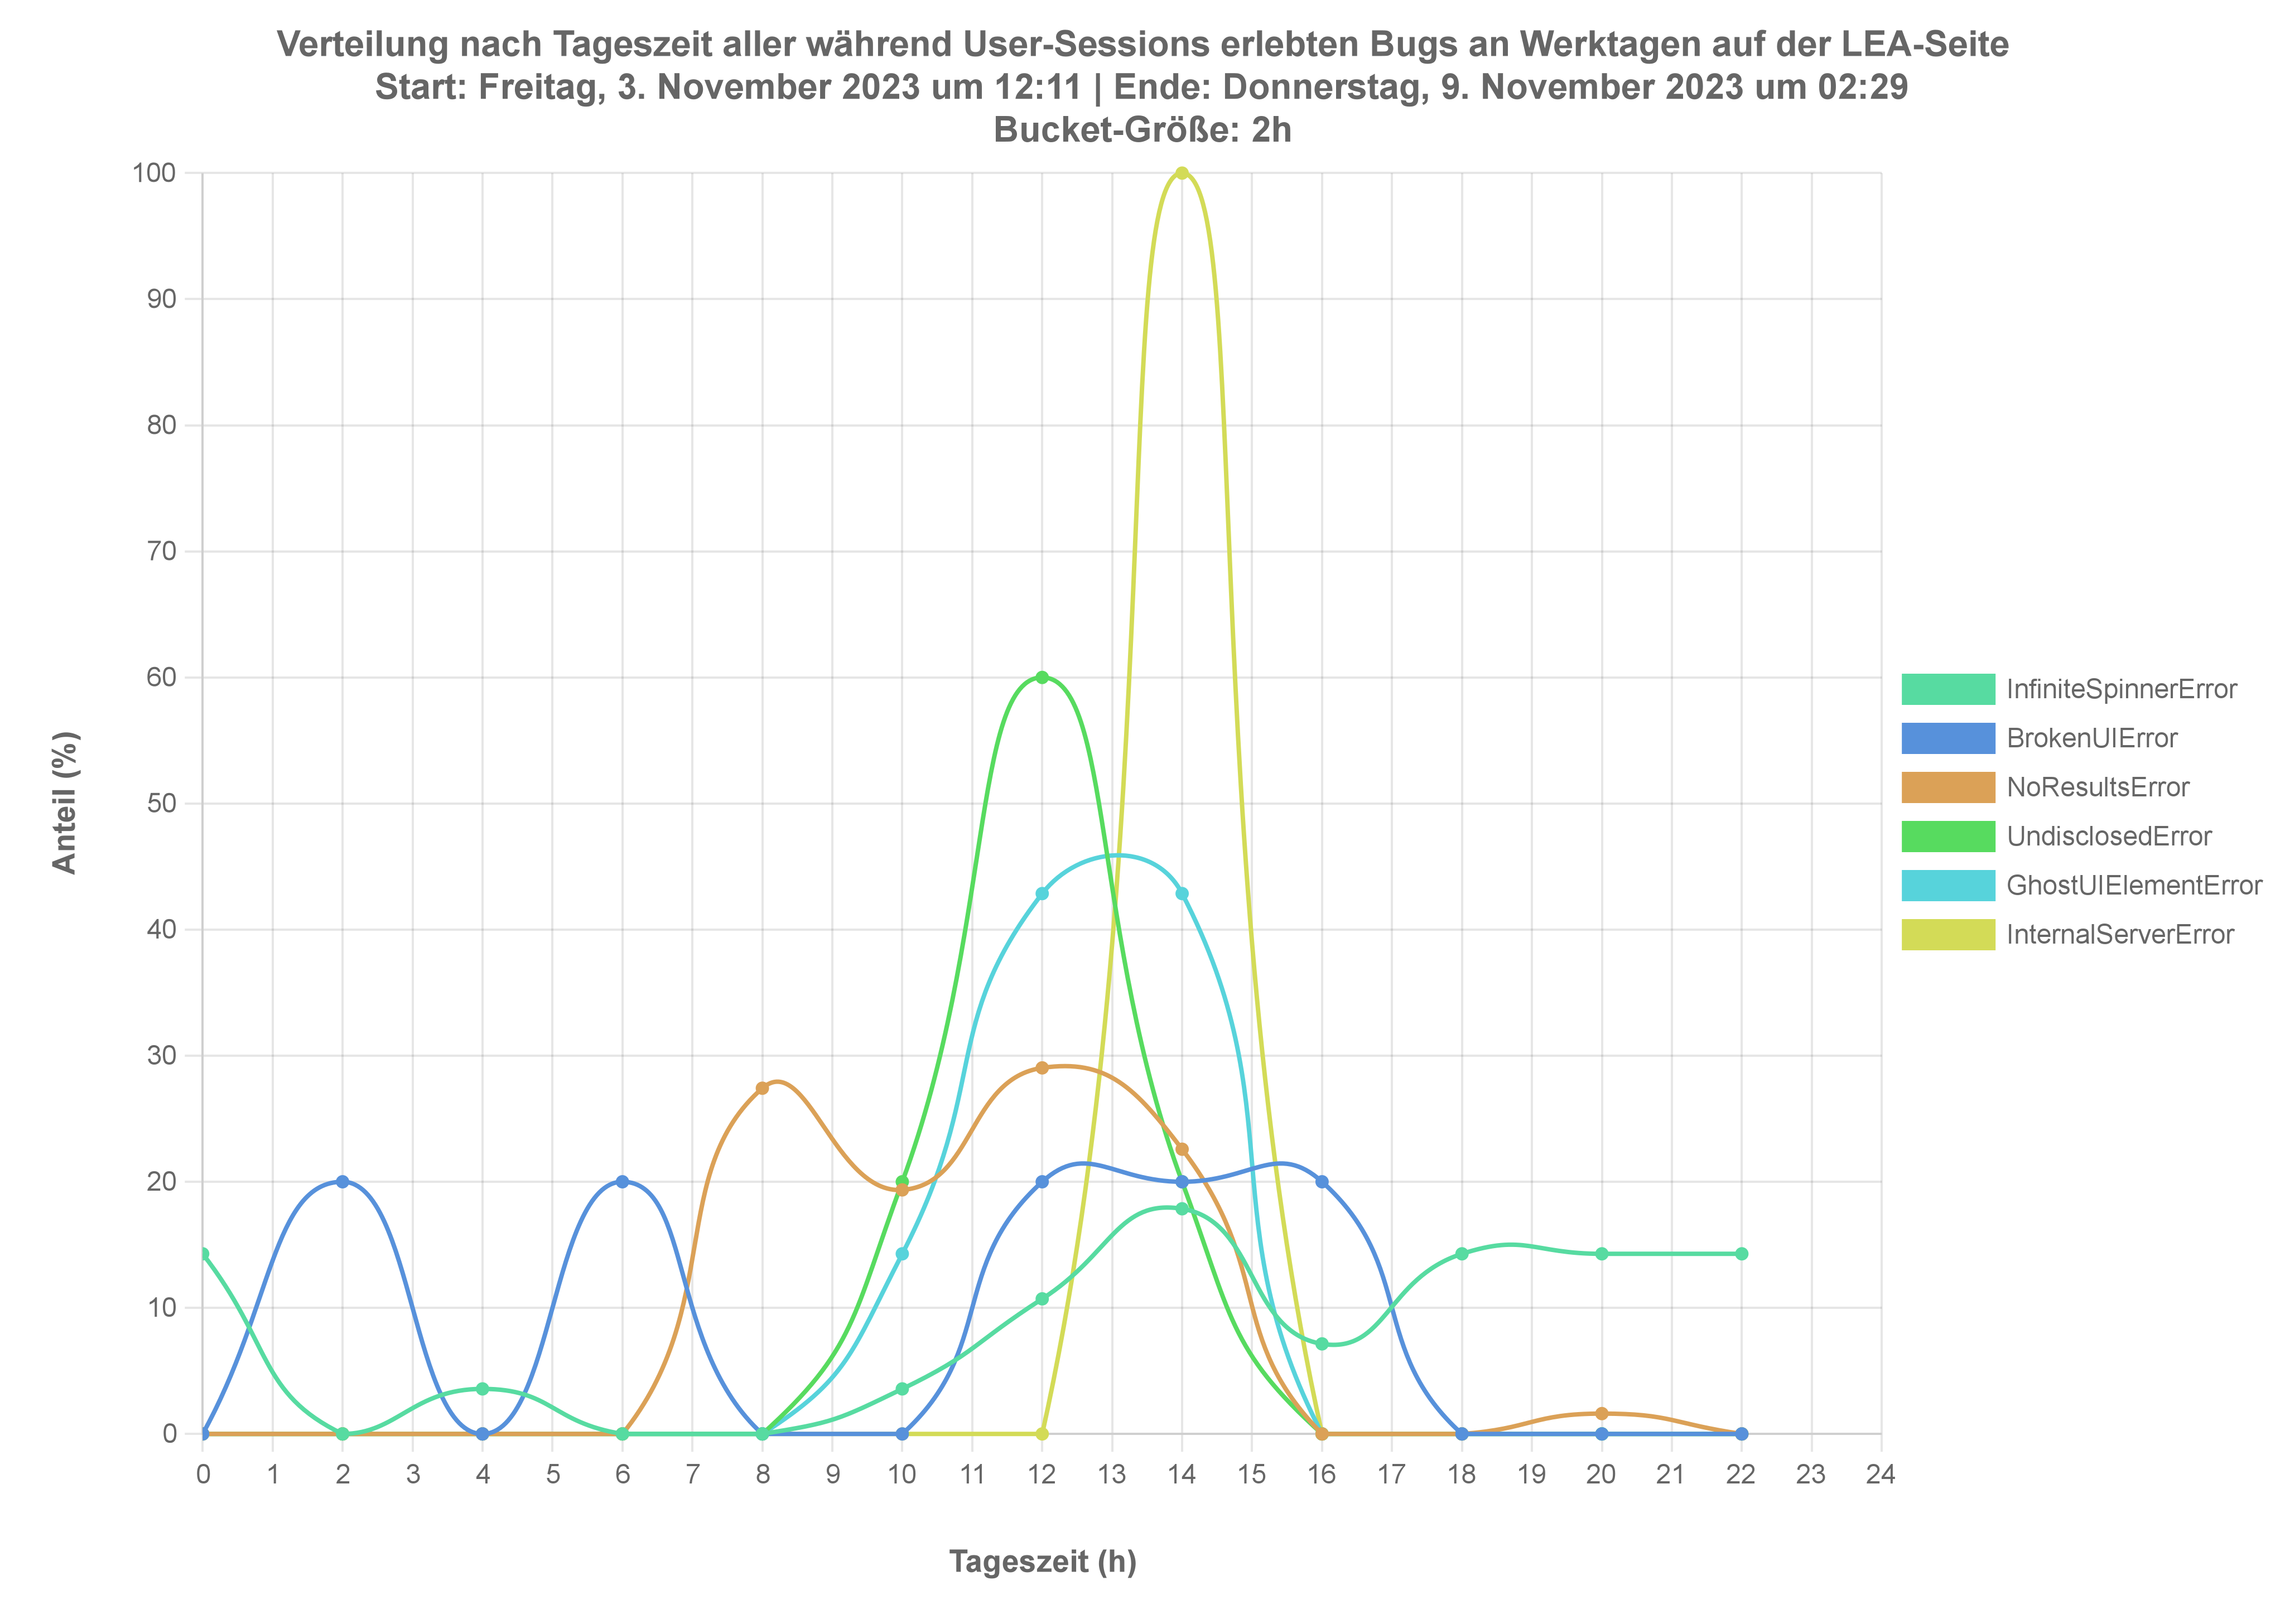 Verteilung nach Tageszeit aller während User-Sessions erlebten Bugs an Werktagen auf der LEA-Seite
Start: Freitag, 3. November 2023 um 12:11 | Ende: Donnerstag, 9. November 2023 um 02:29
Bucket-Größe: 2h
100
90
80
70
60
50
40
30
20
10
0
Anteil (%)
0 1 2 3 4 5 6 7 8 9 10 11 12 13 14 15 16 17 18 19 20 21 22 23 24
Tageszeit (h)
InfiniteSpinnerError
BrokenUIError
NoResultsError
UndisclosedError
GhostUIElementError
InternalServerError